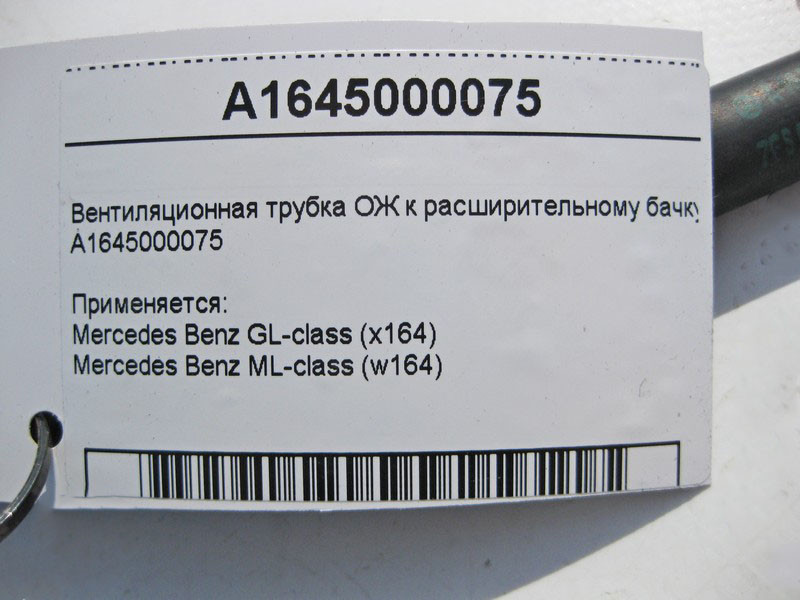 A1645000075
Вентиляционная трубка ОЖ к расширительному бачку
A1645000075
Применяется:
Mercedes Benz GL-class (x164)
Mercedes Benz ML-class (w164)